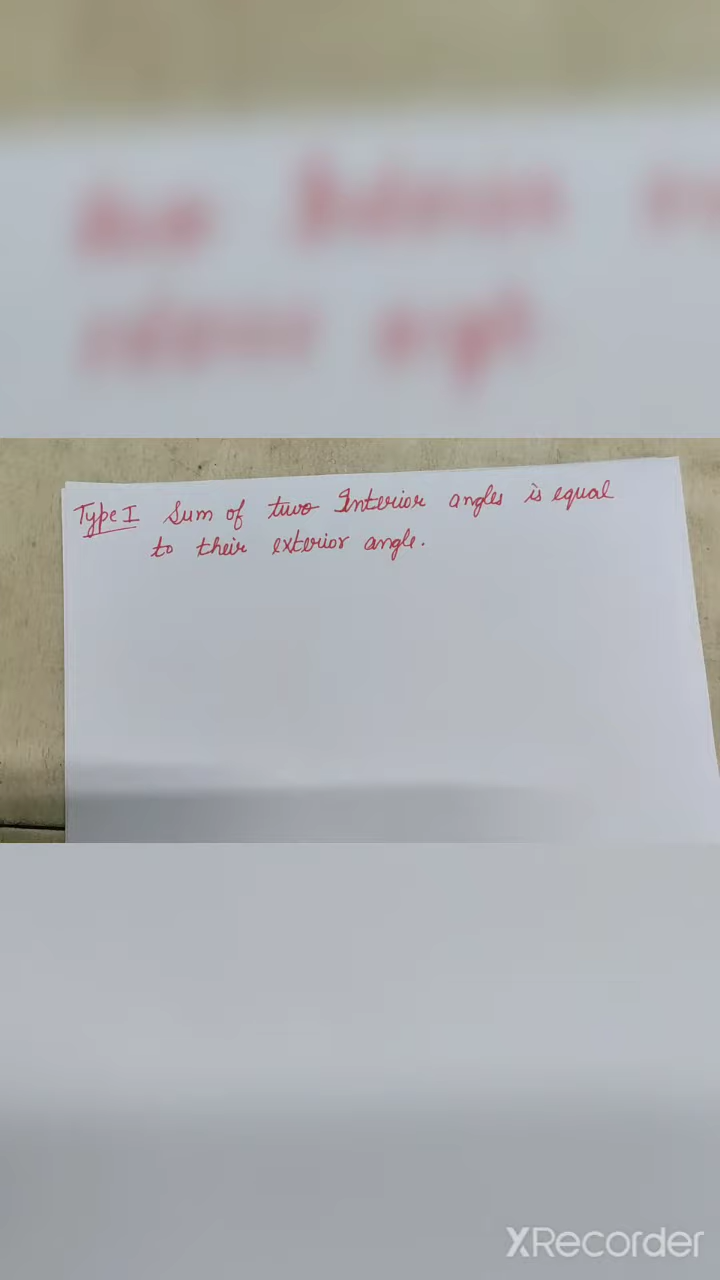 Type I Sum of two Interior angles is equal
to their exterior angle.
XRecorder